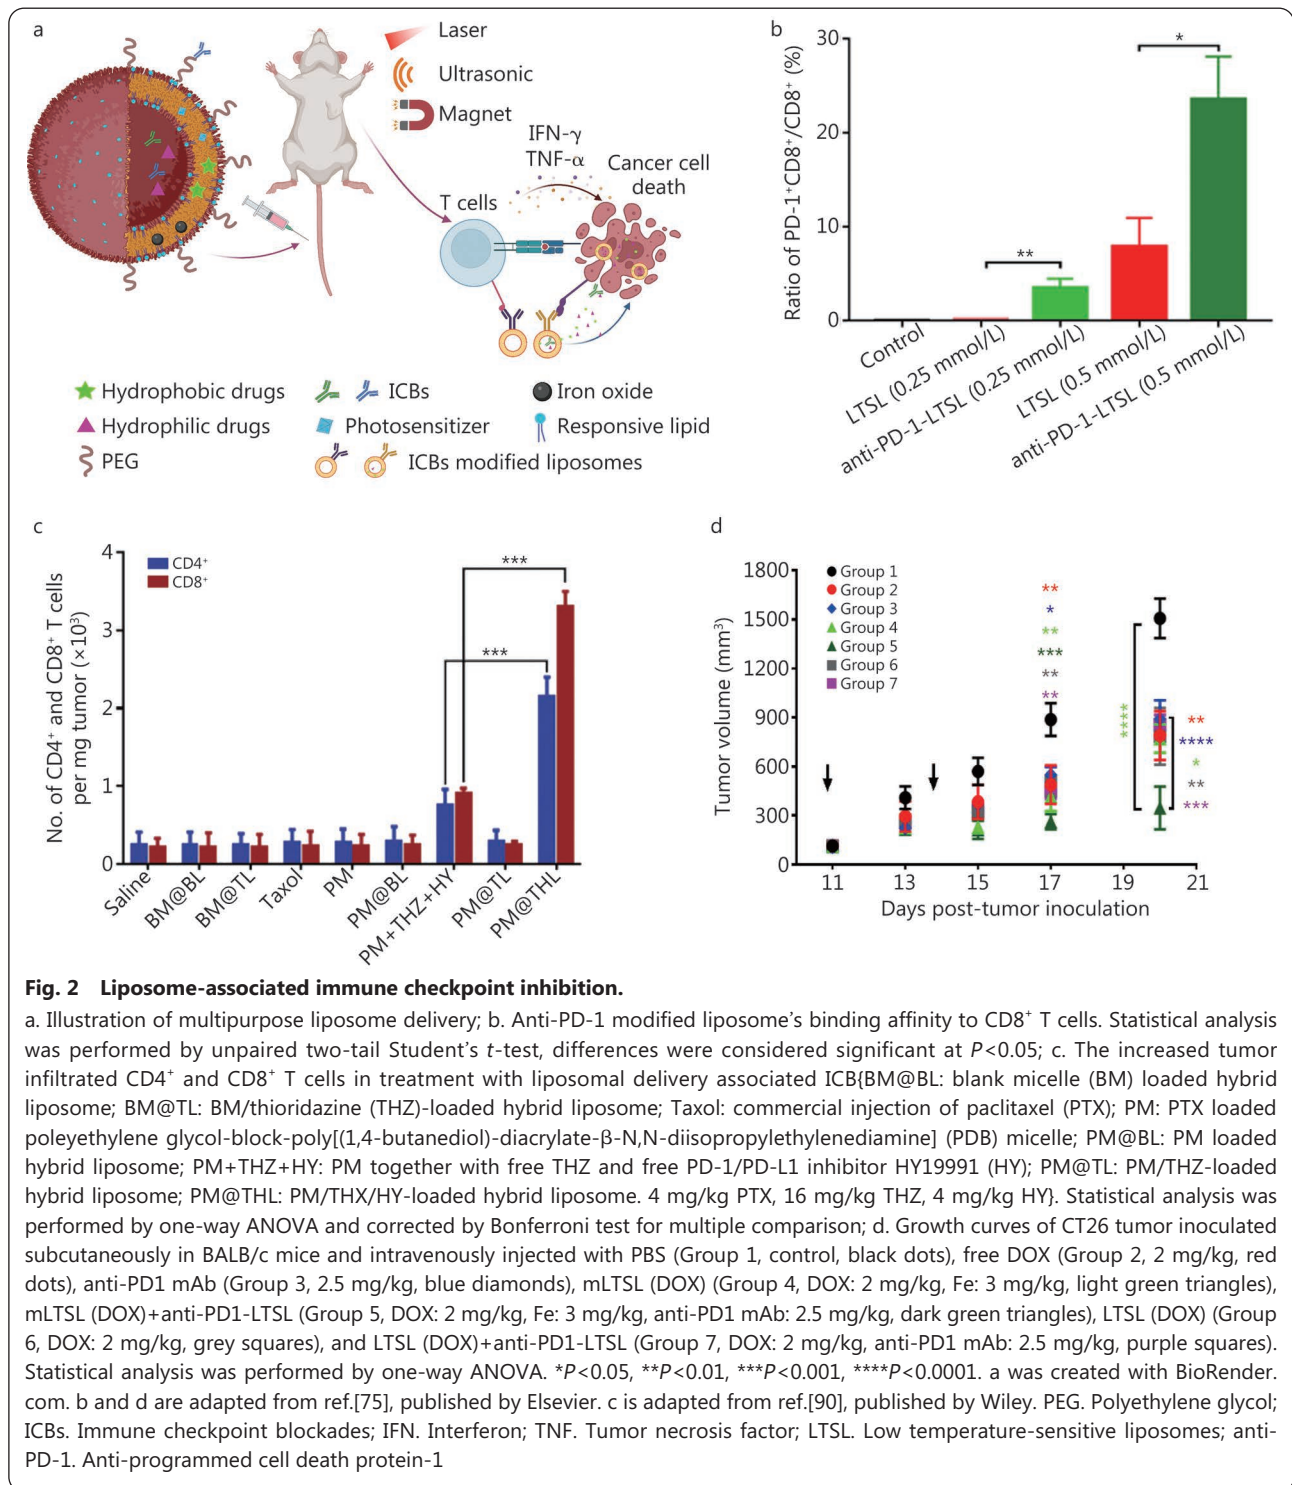 a
Laser
Ultrasonic
Magnet
IFN-γ
TNF-α
Cancer cell
death
T cells
Hydrophobic drugs
ICBs
Iron oxide
Hydrophilic drugs
Photosensitizer
Responsive lipid
PEG
ICBs modified liposomes
b
Ratio of PD-1⁺CD8⁺/CD8⁺ (%)
30
20
10
0
**
*
Control
LTSL (0.25 mmol/L)
anti-PD-1-LTSL (0.25 mmol/L)
LTSL (0.5 mmol/L)
anti-PD-1-LTSL (0.5 mmol/L)
c
No. of CD4⁺ and CD8⁺ T cells
per mg tumor (×10³)
4
3
2
1
0
CD4⁺
CD8⁺
***
***
Saline
BM@BL
BM@TL
Taxol
PM
PM@BL
PM+THZ+HY
PM@TL
PM@THL
d
Tumor volume (mm³)
1800
1500
1200
900
600
300
0
Group 1
Group 2
Group 3
Group 4
Group 5
Group 6
Group 7
**
*
**
***
**
**
****
**
****
*
**
***
11 13 15 17 19 21
Days post-tumor inoculation
Fig. 2 Liposome-associated immune checkpoint inhibition.
a. Illustration of multipurpose liposome delivery; b. Anti-PD-1 modified liposome's binding affinity to CD8⁺ T cells. Statistical analysis
was performed by unpaired two-tail Student's t-test, differences were considered significant at P<0.05; c. The increased tumor
infiltrated CD4⁺ and CD8⁺ T cells in treatment with liposomal delivery associated ICB{BM@BL: blank micelle (BM) loaded hybrid
liposome; BM@TL: BM/thioridazine (THZ)-loaded hybrid liposome; Taxol: commercial injection of paclitaxel (PTX); PM: PTX loaded
poleyethylene glycol-block-poly[(1,4-butanediol)-diacrylate-β-N,N-diisopropylethylenediamine] (PDB) micelle; PM@BL: PM loaded
hybrid liposome; PM+THZ+HY: PM together with free THZ and free PD-1/PD-L1 inhibitor HY19991 (HY); PM@TL: PM/THZ-loaded
hybrid liposome; PM@THL: PM/THX/HY-loaded hybrid liposome. 4 mg/kg PTX, 16 mg/kg THZ, 4 mg/kg HY}. Statistical analysis was
performed by one-way ANOVA and corrected by Bonferroni test for multiple comparison; d. Growth curves of CT26 tumor inoculated
subcutaneously in BALB/c mice and intravenously injected with PBS (Group 1, control, black dots), free DOX (Group 2, 2 mg/kg, red
dots), anti-PD1 mAb (Group 3, 2.5 mg/kg, blue diamonds), mLTSL (DOX) (Group 4, DOX: 2 mg/kg, Fe: 3 mg/kg, light green triangles),
mLTSL (DOX)+anti-PD1-LTSL (Group 5, DOX: 2 mg/kg, Fe: 3 mg/kg, anti-PD1 mAb: 2.5 mg/kg, dark green triangles), LTSL (DOX) (Group
6, DOX: 2 mg/kg, grey squares), and LTSL (DOX)+anti-PD1-LTSL (Group 7, DOX: 2 mg/kg, anti-PD1 mAb: 2.5 mg/kg, purple squares).
Statistical analysis was performed by one-way ANOVA. *P<0.05, **P<0.01, ***P<0.001, ****P<0.0001. a was created with BioRender.
com. b and d are adapted from ref.[75], published by Elsevier. c is adapted from ref.[90], published by Wiley. PEG. Polyethylene glycol;
ICBs. Immune checkpoint blockades; IFN. Interferon; TNF. Tumor necrosis factor; LTSL. Low temperature-sensitive liposomes; anti-
PD-1. Anti-programmed cell death protein-1